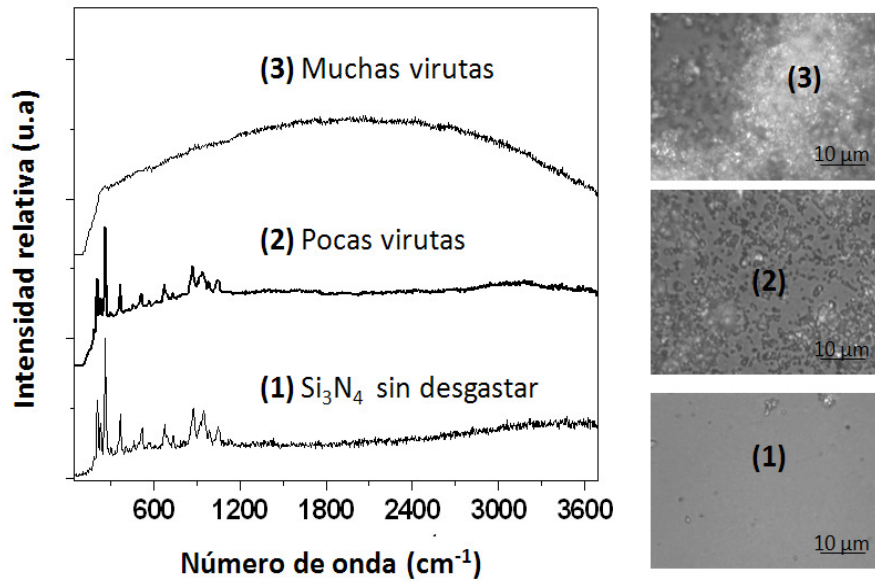 Intensidad relativa (u.a)
(3) Muchas virutas
(2) Pocas virutas
(1) Si₃N₄ sin desgastar
600 1200 1800 2400 3000 3600
Número de onda (cm⁻¹)
(3)
10 µm
(2)
10 µm
(1)
10 µm